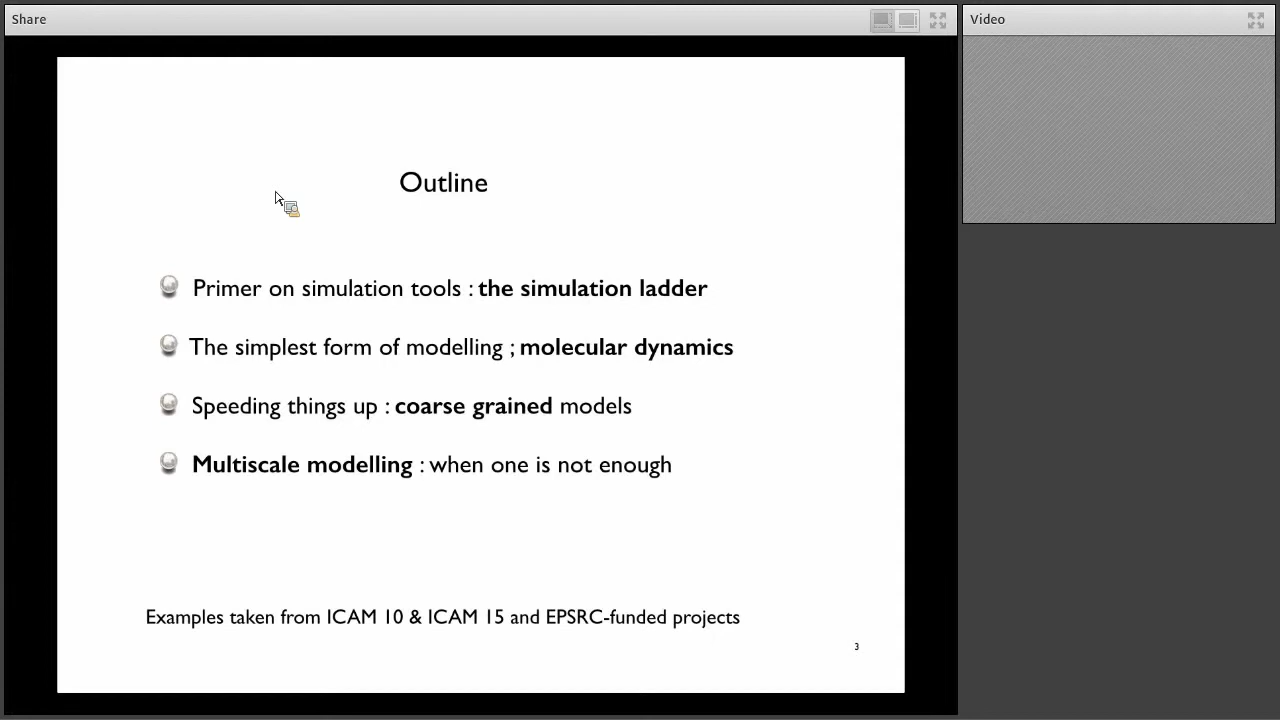 Share
Video
Outline
Primer on simulation tools : the simulation ladder
The simplest form of modelling ; molecular dynamics
Speeding things up : coarse grained models
Multiscale modelling : when one is not enough
Examples taken from ICAM 10 & ICAM 15 and EPSRC-funded projects
3